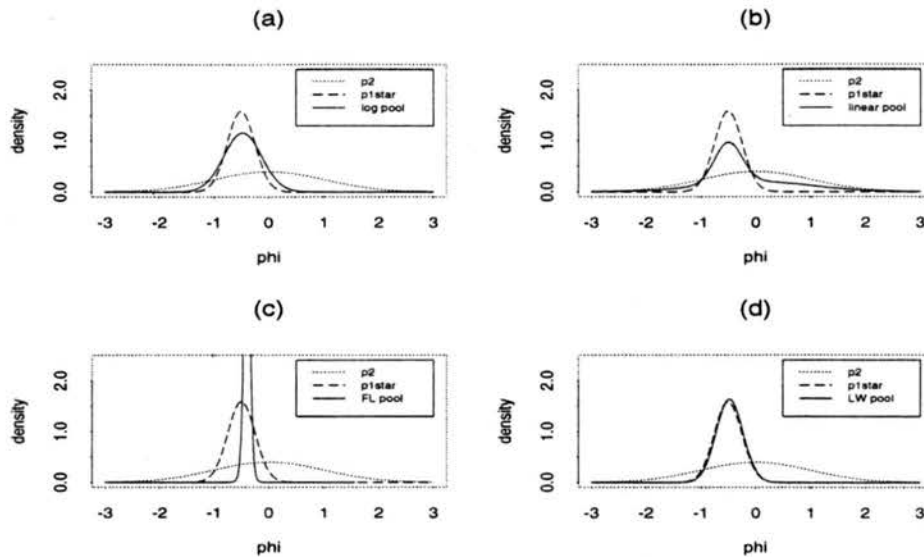 (a)
p2
p1star
log pool
density
0.0 1.0 2.0
-3 -2 -1 0 1 2 3
phi
(b)
p2
p1star
linear pool
density
0.0 1.0 2.0
-3 -2 -1 0 1 2 3
phi
(c)
p2
p1star
FL pool
density
0.0 1.0 2.0
-3 -2 -1 0 1 2 3
phi
(d)
p2
p1star
LW pool
density
0.0 1.0 2.0
-3 -2 -1 0 1 2 3
phi